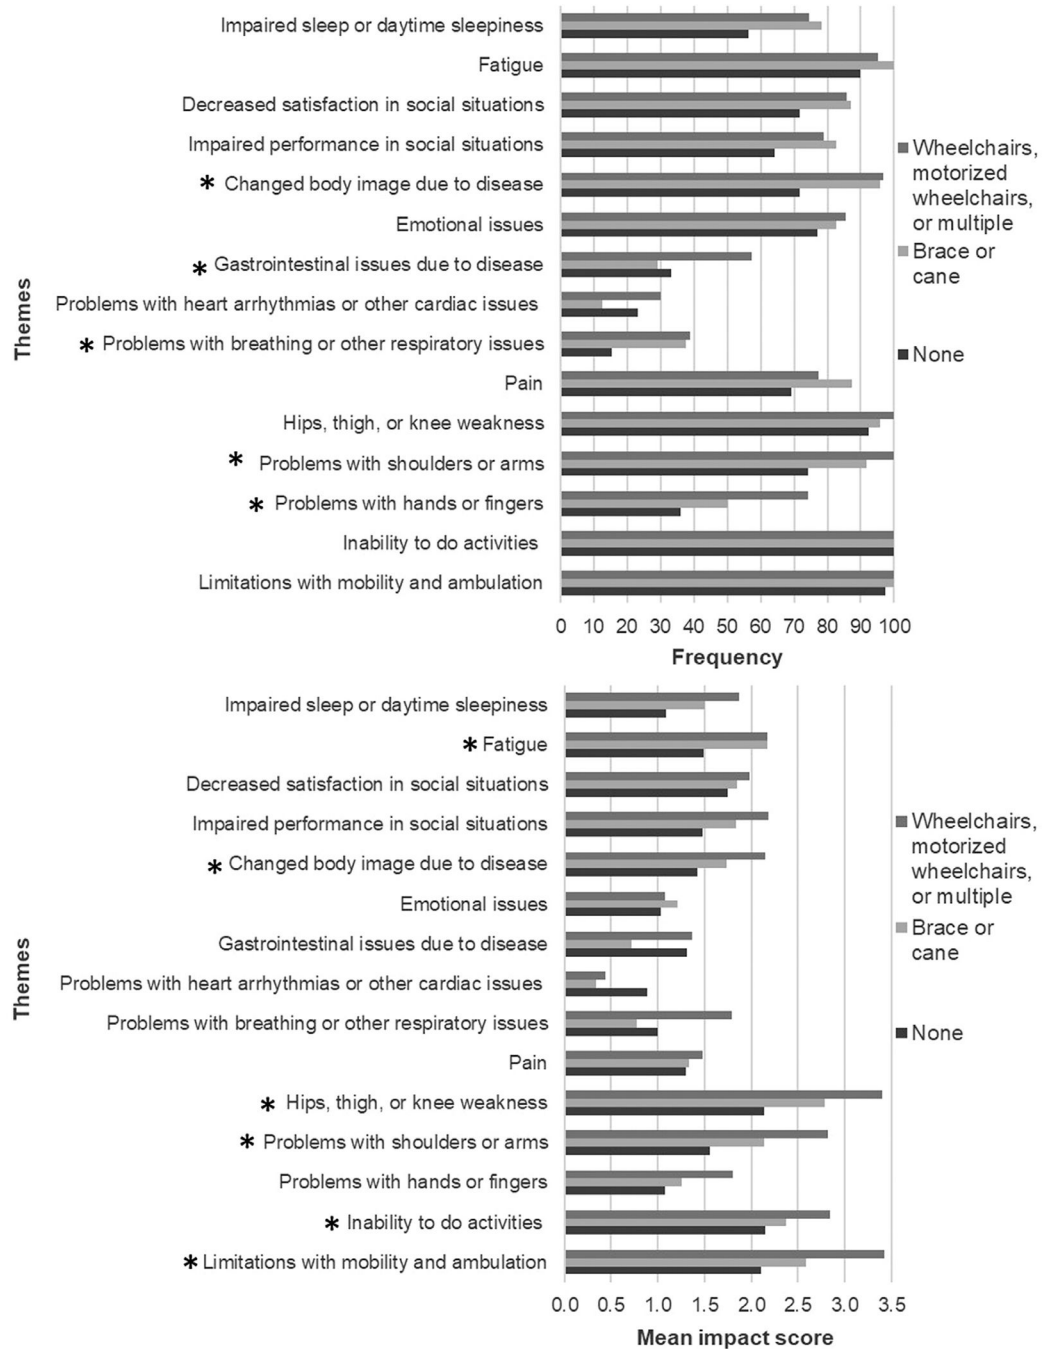 Impaired sleep or daytime sleepiness
Fatigue
Decreased satisfaction in social situations
Impaired performance in social situations
* Changed body image due to disease
Emotional issues
* Gastrointestinal issues due to disease
Problems with heart arrhythmias or other cardiac issues
* Problems with breathing or other respiratory issues
Pain
Hips, thigh, or knee weakness
* Problems with shoulders or arms
* Problems with hands or fingers
Inability to do activities
Limitations with mobility and ambulation
Themes
0 10 20 30 40 50 60 70 80 90 100
Frequency
Wheelchairs,
motorized
wheelchairs,
or multiple
Brace or
cane
None
Impaired sleep or daytime sleepiness
* Fatigue
Decreased satisfaction in social situations
Impaired performance in social situations
* Changed body image due to disease
Emotional issues
Gastrointestinal issues due to disease
Problems with heart arrhythmias or other cardiac issues
Problems with breathing or other respiratory issues
Pain
* Hips, thigh, or knee weakness
* Problems with shoulders or arms
Problems with hands or fingers
* Inability to do activities
* Limitations with mobility and ambulation
Themes
0.0 0.5 1.0 1.5 2.0 2.5 3.0 3.5
Mean impact score
Wheelchairs,
motorized
wheelchairs,
or multiple
Brace or
cane
None